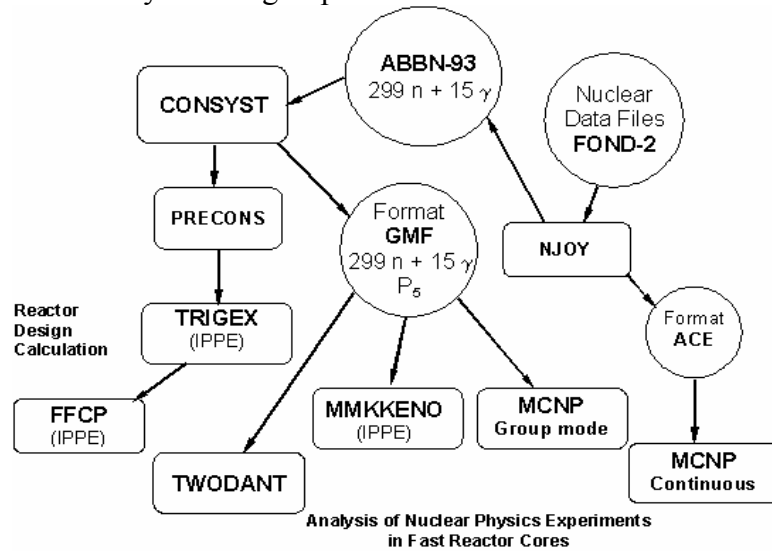 ABBN-93
299 n + 15 γ
CONSYST
Nuclear
Data Files
FOND-2
PRECONS
Format
GMF
299 n + 15 γ
P5
NJOY
Reactor
Design
Calculation
TRIGEX
(IPPE)
Format
ACE
FFCP
(IPPE)
MMKKENO
(IPPE)
MCNP
Group mode
TWODANT
MCNP
Continuous
Analysis of Nuclear Physics Experiments
in Fast Reactor Cores